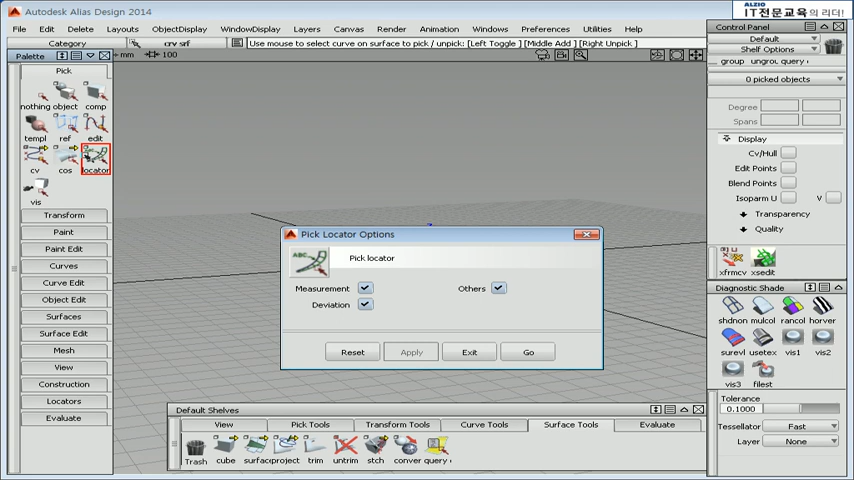 Autodesk Alias Design 2014
ALZIO
IT전문교육의 리더!
File Edit Delete Layouts ObjectDisplay WindowDisplay Layers Canvas Render Animation Windows Preferences Utilities Help
Category crv srf Use mouse to select curve on surface to pick / unpick: [Left Toggle ] [Middle Add ] [Right Unpick ]
Palette
mm 100
Pick
nothing object comp
templ ref edit
cv cos locator
vis
Transform
Paint
Paint Edit
Curves
Curve Edit
Object Edit
Surfaces
Surface Edit
Mesh
View
Construction
Locators
Evaluate
Pick Locator Options
ABC
Pick locator
Measurement Others
Deviation
Reset Apply Exit Go
Default Shelves
View Pick Tools Transform Tools Curve Tools Surface Tools Evaluate
Trash cube surfac project trim untrim stch conver query
Control Panel
Default
Shelf Options
group ungrou query
0 picked objects
Degree
Spans
Display
Cv/Hull
Edit Points
Blend Points
Isoparm U V
Transparency
Quality
xfrmcv xsedit
Diagnostic Shade
shdnon mulcol rancol horver
surevl usetex vis1 vis2
vis3 filest
Tolerance
0.1000
Tessellator Fast
Layer None